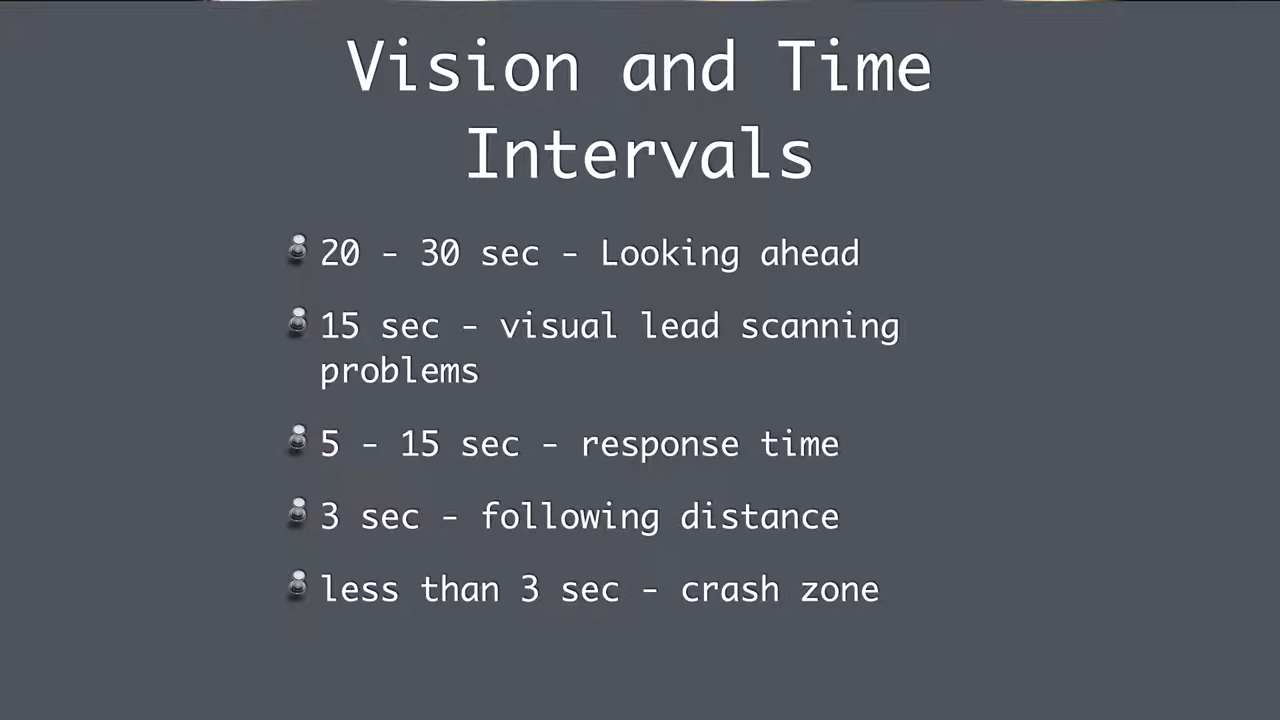 Vision and Time
Intervals
20 - 30 sec - Looking ahead
15 sec - visual lead scanning
problems
5 - 15 sec - response time
3 sec - following distance
less than 3 sec - crash zone